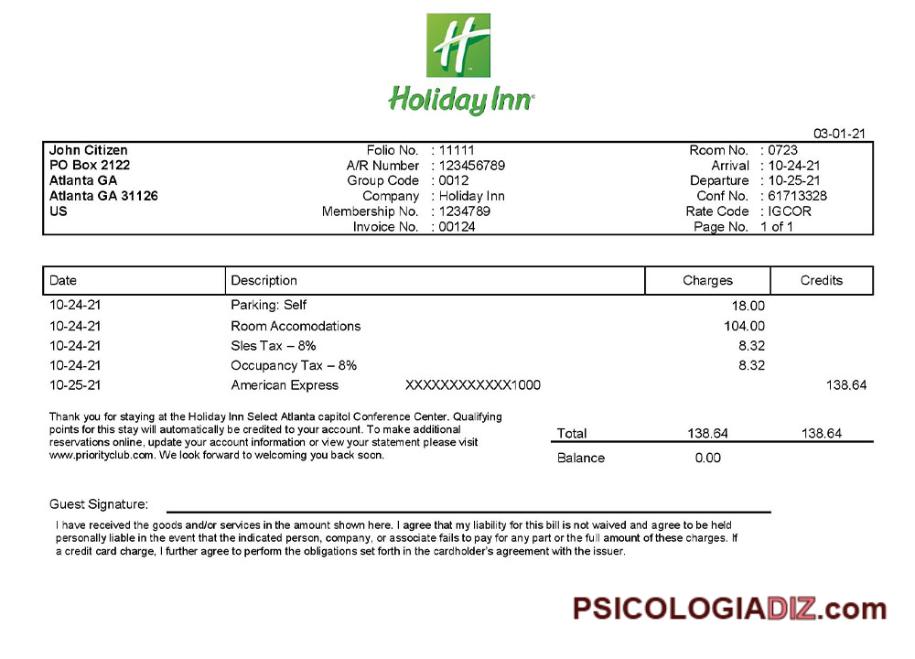 H
Holiday Inn®
03-01-21
John Citizen Folio No. : 11111 Room No. : 0723
PO Box 2122 A/R Number : 123456789 Arrival : 10-24-21
Atlanta GA Group Code : 0012 Departure : 10-25-21
Atlanta GA 31126 Company : Holiday Inn Conf No. : 61713328
US Membership No. : 1234789 Rate Code : IGCOR
Invoice No. : 00124 Page No. 1 of 1
Date Description Charges Credits
10-24-21 Parking: Self 18.00
10-24-21 Room Accomodations 104.00
10-24-21 Sles Tax – 8% 8.32
10-24-21 Occupancy Tax – 8% 8.32
10-25-21 American Express XXXXXXXXXXXX1000 138.64
Thank you for staying at the Holiday Inn Select Atlanta capitol Conference Center. Qualifying
points for this stay will automatically be credited to your account. To make additional
reservations online, update your account information or view your statement please visit
www.priorityclub.com. We look forward to welcoming you back soon.
Total 138.64 138.64
Balance 0.00
Guest Signature:
I have received the goods and/or services in the amount shown here. I agree that my liability for this bill is not waived and agree to be held
personally liable in the event that the indicated person, company, or associate fails to pay for any part or the full amount of these charges. If
a credit card charge, I further agree to perform the obligations set forth in the cardholder's agreement with the issuer.
PSICOLOGIADIZ.com